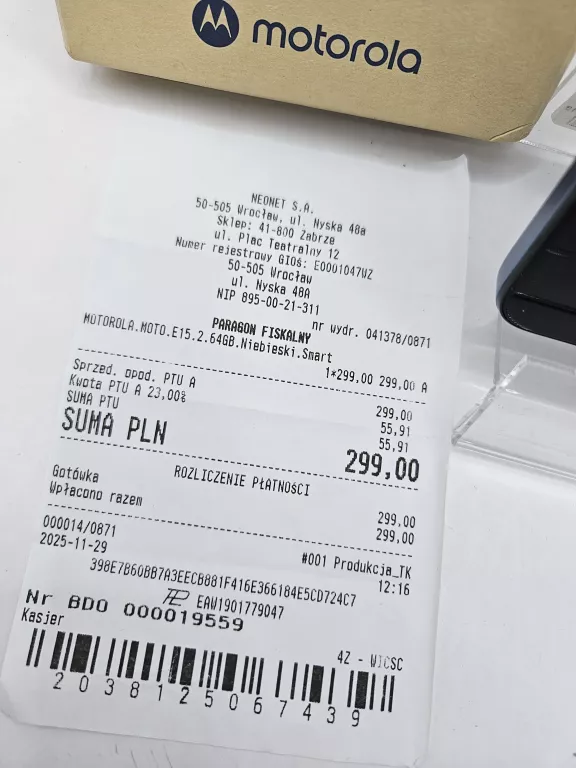 motorola
NEONET S.A.
50-505 Wrocław, ul. Nyska 48a
Sklep: 41-800 Zabrze
ul. Plac Teatralny 12
Numer rejestrowy GIOŚ: E0001047WZ
50-505 Wrocław
ul. Nyska 48A
NIP 895-00-21-311
nr wydr. 041378/0871
PARAGON FISKALNY
MOTOROLA.MOTO.E15.2.64GB.Niebieski.Smart
1*299.00 299.00 A
Sprzed. opod. PTU A 299,00
Kwota PTU A 23,00% 55,91
SUMA PTU 55,91
SUMA PLN 299,00
ROZLICZENIE PŁATNOŚCI
Gotówka 299.00
Wpłacono razem 299.00
000014/0871 #001 Produkcja_TK
2025-11-29 12:16
398E7B60BB7A3EECB881F416E366184E5CD724C7
EAW1901779047
Nr BDO 000019559
Kasjer 4Z - WICSC
2038125067439